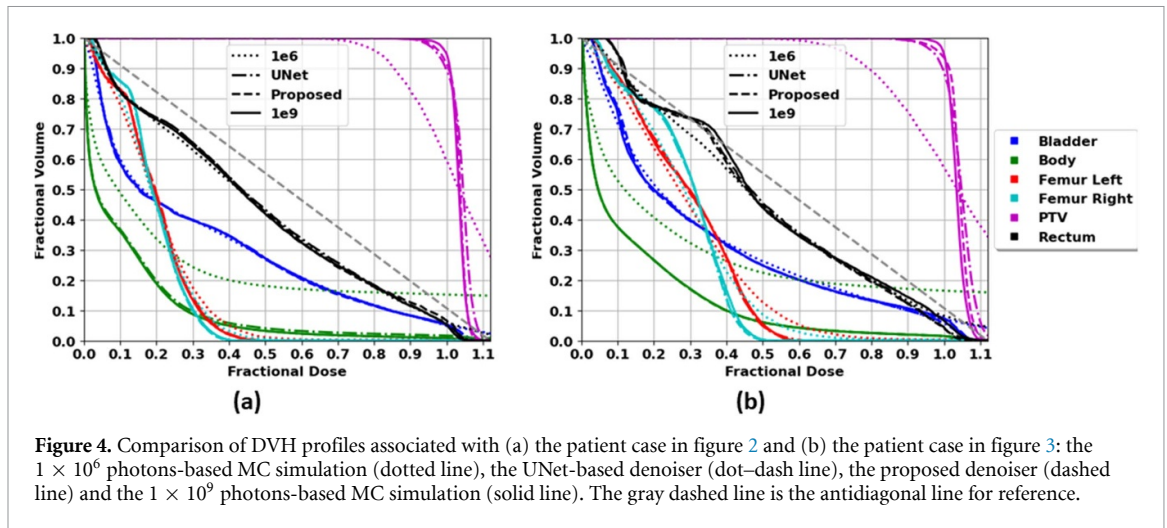 1.0
0.9
0.8
0.7
0.6
0.5
0.4
0.3
0.2
0.1
0.0
Fractional Volume
0.0 0.1 0.2 0.3 0.4 0.5 0.6 0.7 0.8 0.9 1.0 1.1
Fractional Dose
1e6
UNet
Proposed
1e9
(a)
1.0
0.9
0.8
0.7
0.6
0.5
0.4
0.3
0.2
0.1
0.0
Fractional Volume
0.0 0.1 0.2 0.3 0.4 0.5 0.6 0.7 0.8 0.9 1.0 1.1
Fractional Dose
1e6
UNet
Proposed
1e9
(b)
Bladder
Body
Femur Left
Femur Right
PTV
Rectum
Figure 4. Comparison of DVH profiles associated with (a) the patient case in figure 2 and (b) the patient case in figure 3: the
1 × 10⁶ photons-based MC simulation (dotted line), the UNet-based denoiser (dot–dash line), the proposed denoiser (dashed
line) and the 1 × 10⁹ photons-based MC simulation (solid line). The gray dashed line is the antidiagonal line for reference.